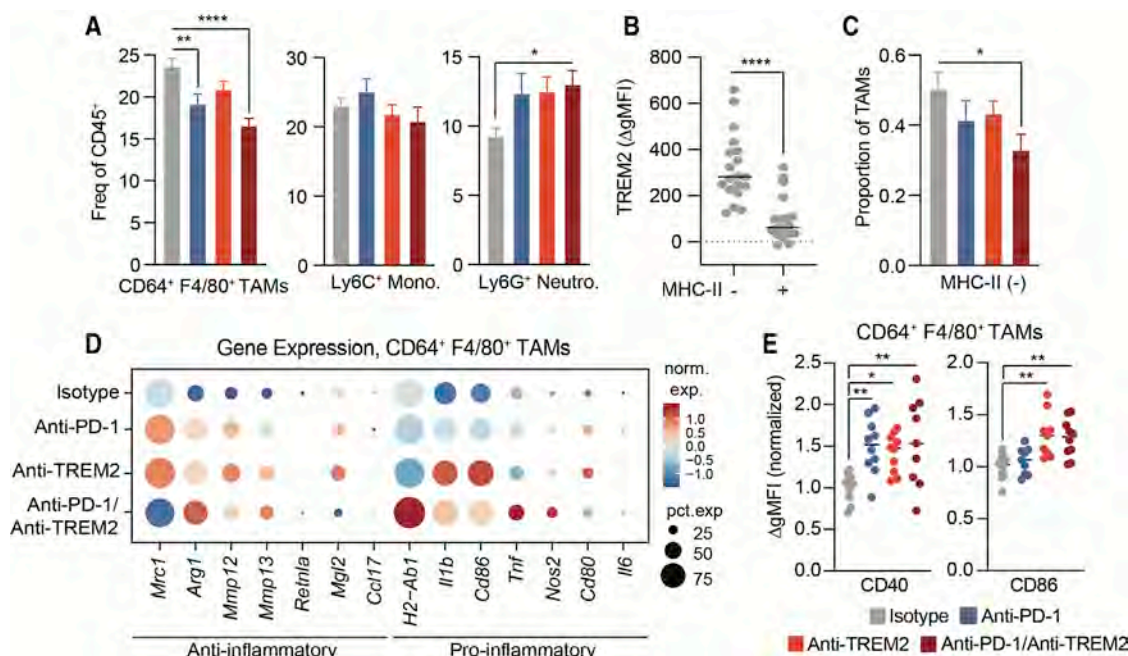 A
Freq of CD45⁺
25
20
15
10
5
0
**
****
CD64⁺ F4/80⁺ TAMs
30
20
10
0
Ly6C⁺ Mono.
15
10
5
0
*
Ly6G⁺ Neutro.
B
TREM2 (ΔgMFI)
800
600
400
200
0
****
MHC-II - +
C
Proportion of TAMs
0.6
0.4
0.2
0.0
*
MHC-II (-)
D
Gene Expression, CD64⁺ F4/80⁺ TAMs
Isotype
Anti-PD-1
Anti-TREM2
Anti-PD-1/
Anti-TREM2
Mrc1
Arg1
Mmp12
Mmp13
Retnla
Mgl2
Ccl17
H2-Ab1
Il1b
Cd86
Tnf
Nos2
Cd80
Il6
Anti-inflammatory
Pro-inflammatory
norm.
exp.
1.0
0.5
0.0
−0.5
−1.0
pct.exp
25
50
75
E
CD64⁺ F4/80⁺ TAMs
ΔgMFI (normalized)
2.5
2.0
1.5
1.0
0.5
**
*
**
CD40
2.0
1.5
1.0
0.5
0.0
**
**
CD86
Isotype
Anti-PD-1
Anti-TREM2
Anti-PD-1/Anti-TREM2